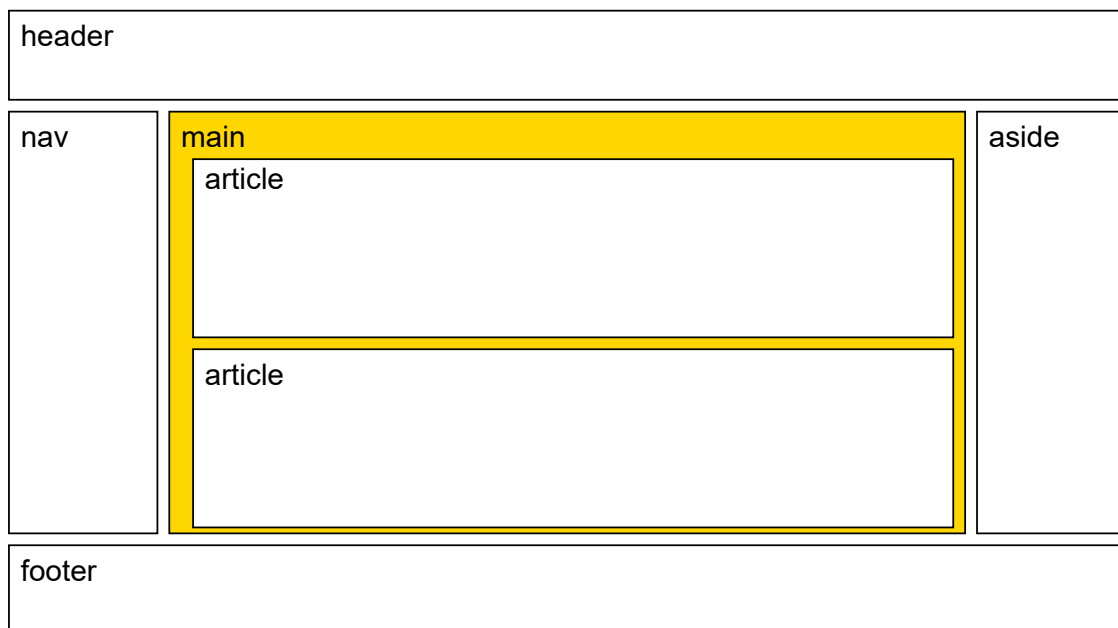 header
nav
main
aside
article
article
footer